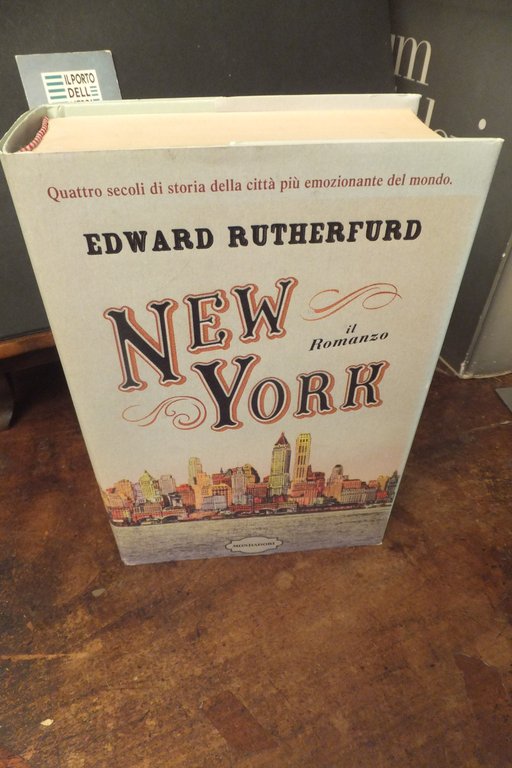 IL PORTO
DELL
um
Quattro secoli di storia della città più emozionante del mondo.
EDWARD RUTHERFURD
NEW
YORK
il
Romanzo
MONDADORI